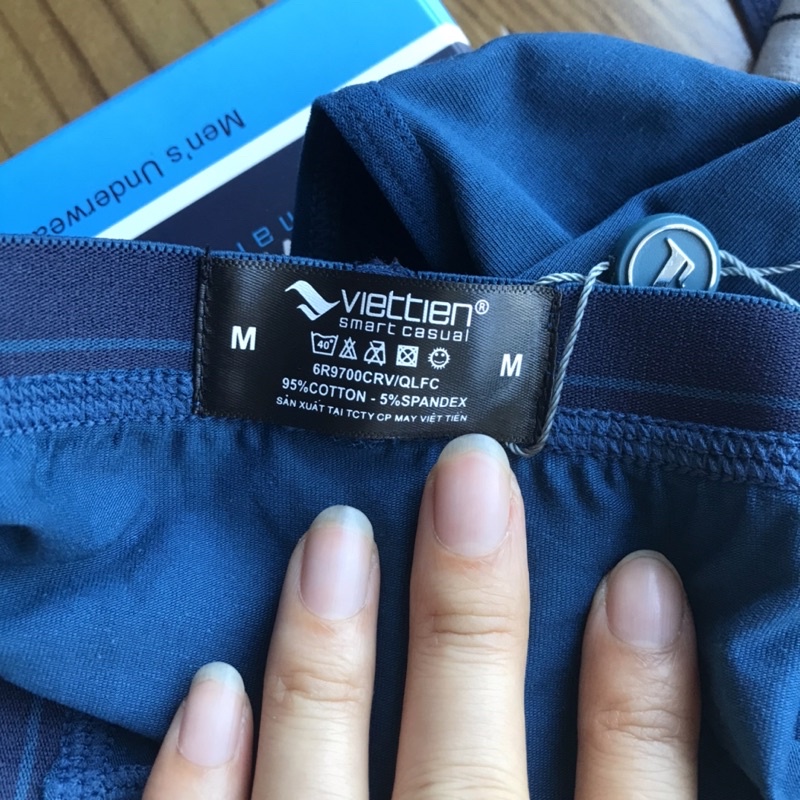 Men's Underwear
VIETTIEN®
smart casual
M
M
40°
6R9700CRV/QLFC
95%COTTON - 5%SPANDEX
SẢN XUẤT TẠI TCTY CP MAY VIỆT TIẾN